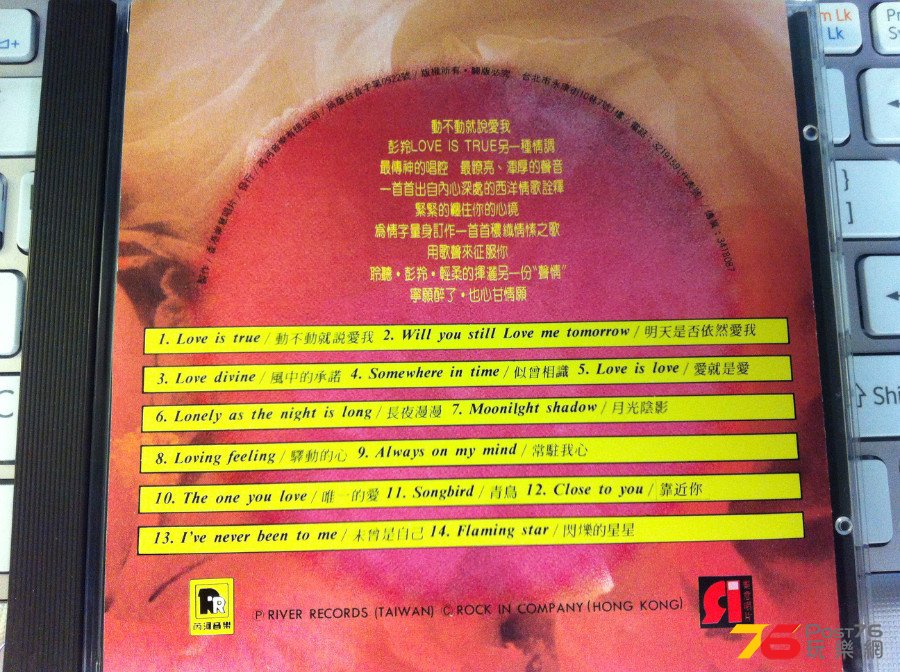 動不動就說愛我
彭羚LOVE IS TRUE另一種情調
最傳神的唱腔 最嘹亮、渾厚的聲音
一首首出自內心深處的西洋情歌詮釋
緊緊的纏住你的心境
為情字量身訂作一首首穠纖情愫之歌
用歌聲來征服你
聆聽・彭羚・輕柔的揮灑另一份“聲情”
寧願醉了・也心甘情願
1. Love is true / 動不動就說愛我 2. Will you still Love me tomorrow / 明天是否依然愛我
3. Love divine / 風中的承諾 4. Somewhere in time / 似曾相識 5. Love is love / 愛就是愛
6. Lonely as the night is long / 長夜漫漫 7. Moonilght shadow / 月光陰影
8. Loving feeling / 驛動的心 9. Always on my mind / 常駐我心
10. The one you love / 唯一的愛 11. Songbird / 青鳥 12. Close to you / 靠近你
13. I've never been to me / 未曾是自己 14. Flaming star / 閃爍的星星
Ⓟ RIVER RECORDS (TAIWAN) © ROCK IN COMPANY (HONG KONG)
76 POST76
玩樂網